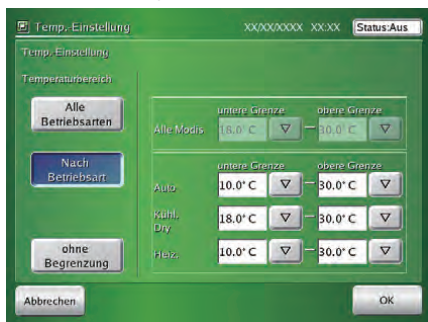 Temp.-Einstellung XX/XX/XXXX XX:XX Status:Aus
Temp.-Einstellung
Temperaturbereich
Alle
Betriebsarten
untere Grenze obere Grenze
Alle Modis 18.0°C – 30.0°C
Nach
Betriebsart
untere Grenze obere Grenze
Auto 10.0°C – 30.0°C
Kühl.
Dry 18.0°C – 30.0°C
Heiz. 10.0°C – 30.0°C
ohne
Begrenzung
Abbrechen OK